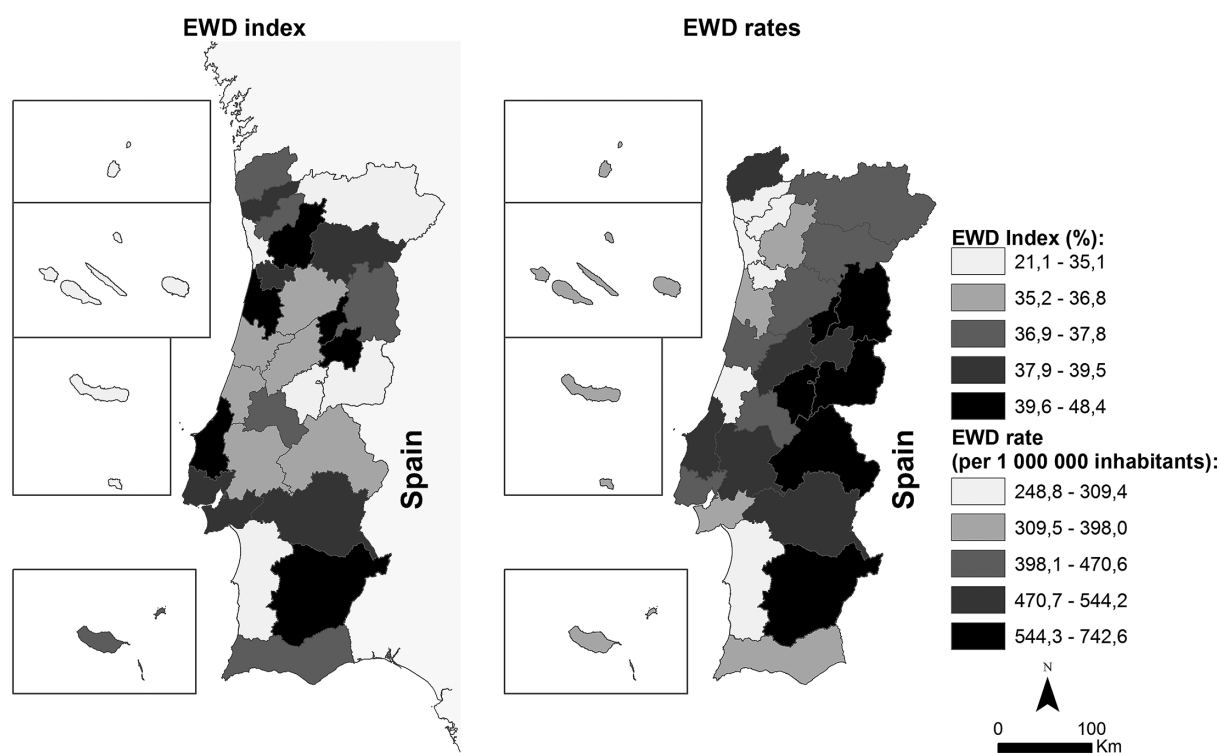 EWD index
EWD rates
Spain
Spain
EWD Index (%):
21,1 - 35,1
35,2 - 36,8
36,9 - 37,8
37,9 - 39,5
39,6 - 48,4
EWD rate
(per 1 000 000 inhabitants):
248,8 - 309,4
309,5 - 398,0
398,1 - 470,6
470,7 - 544,2
544,3 - 742,6
N
0 100
Km